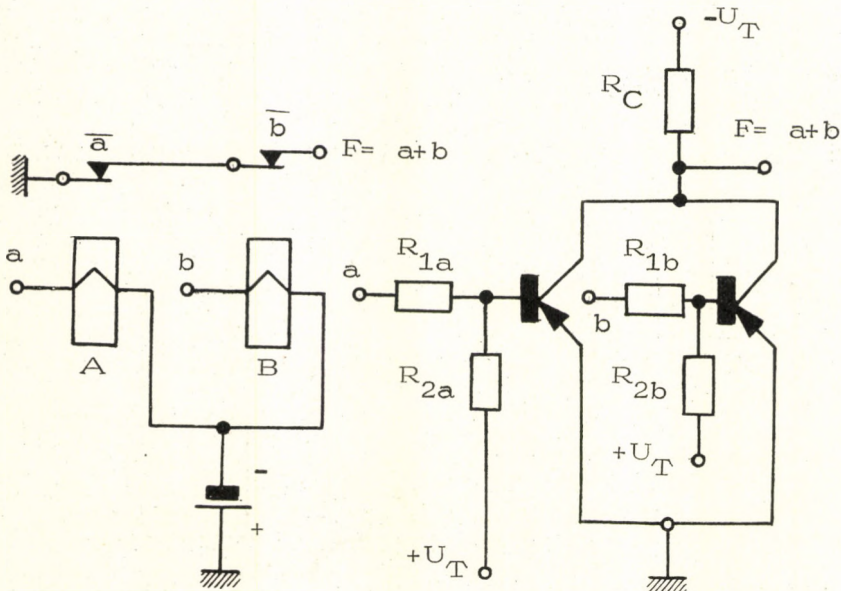 -U_T
R_C
a̅
b̅
F= a+b
F= a+b
a
b
a
R_1a
b
R_1b
A
B
R_2a
R_2b
+U_T
-
+
+U_T